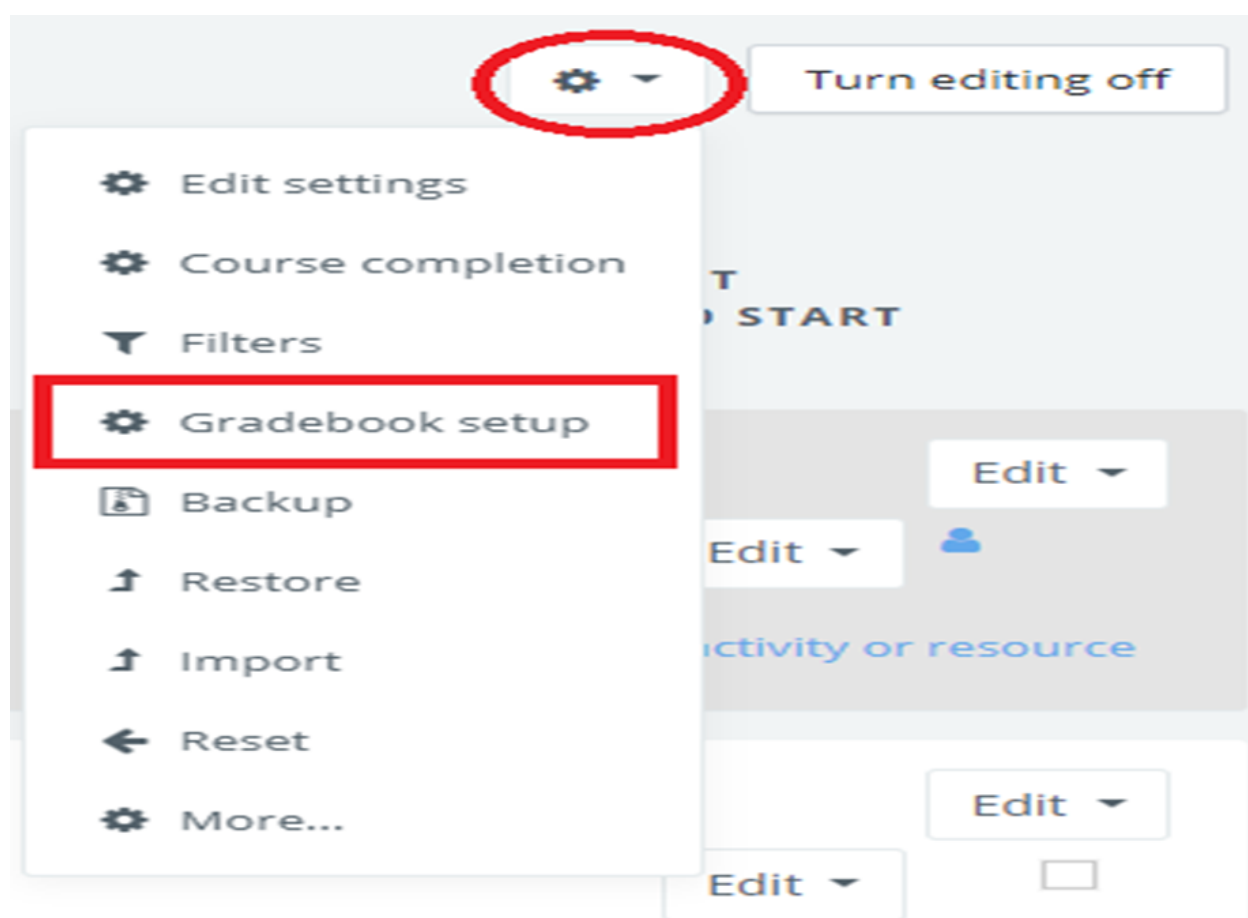 Turn editing off
Edit settings
Course completion
T
START
Filters
Gradebook setup
Edit
Backup
Edit
Restore
Import
activity or resource
Reset
Edit
More...
Edit